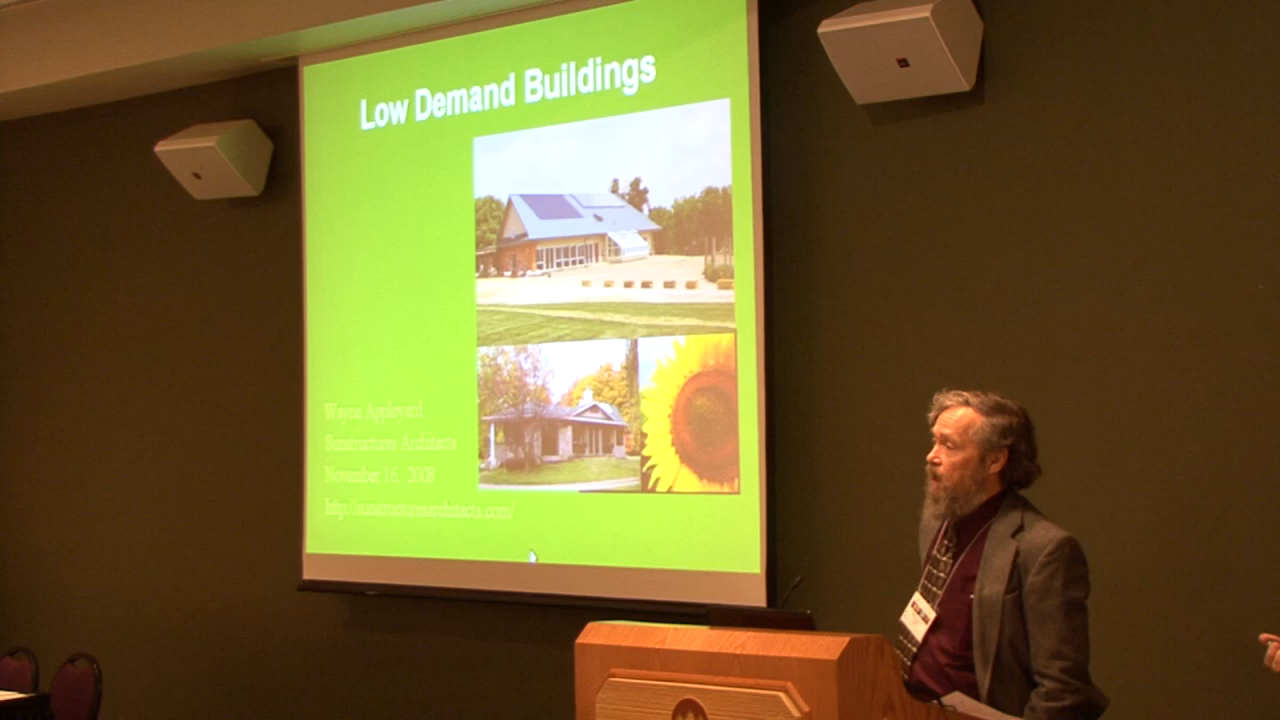 Low Demand Buildings
Wayne Appleyard
Sunstructures Architects
November 16, 2008
http://sunstructuresarchitects.com/